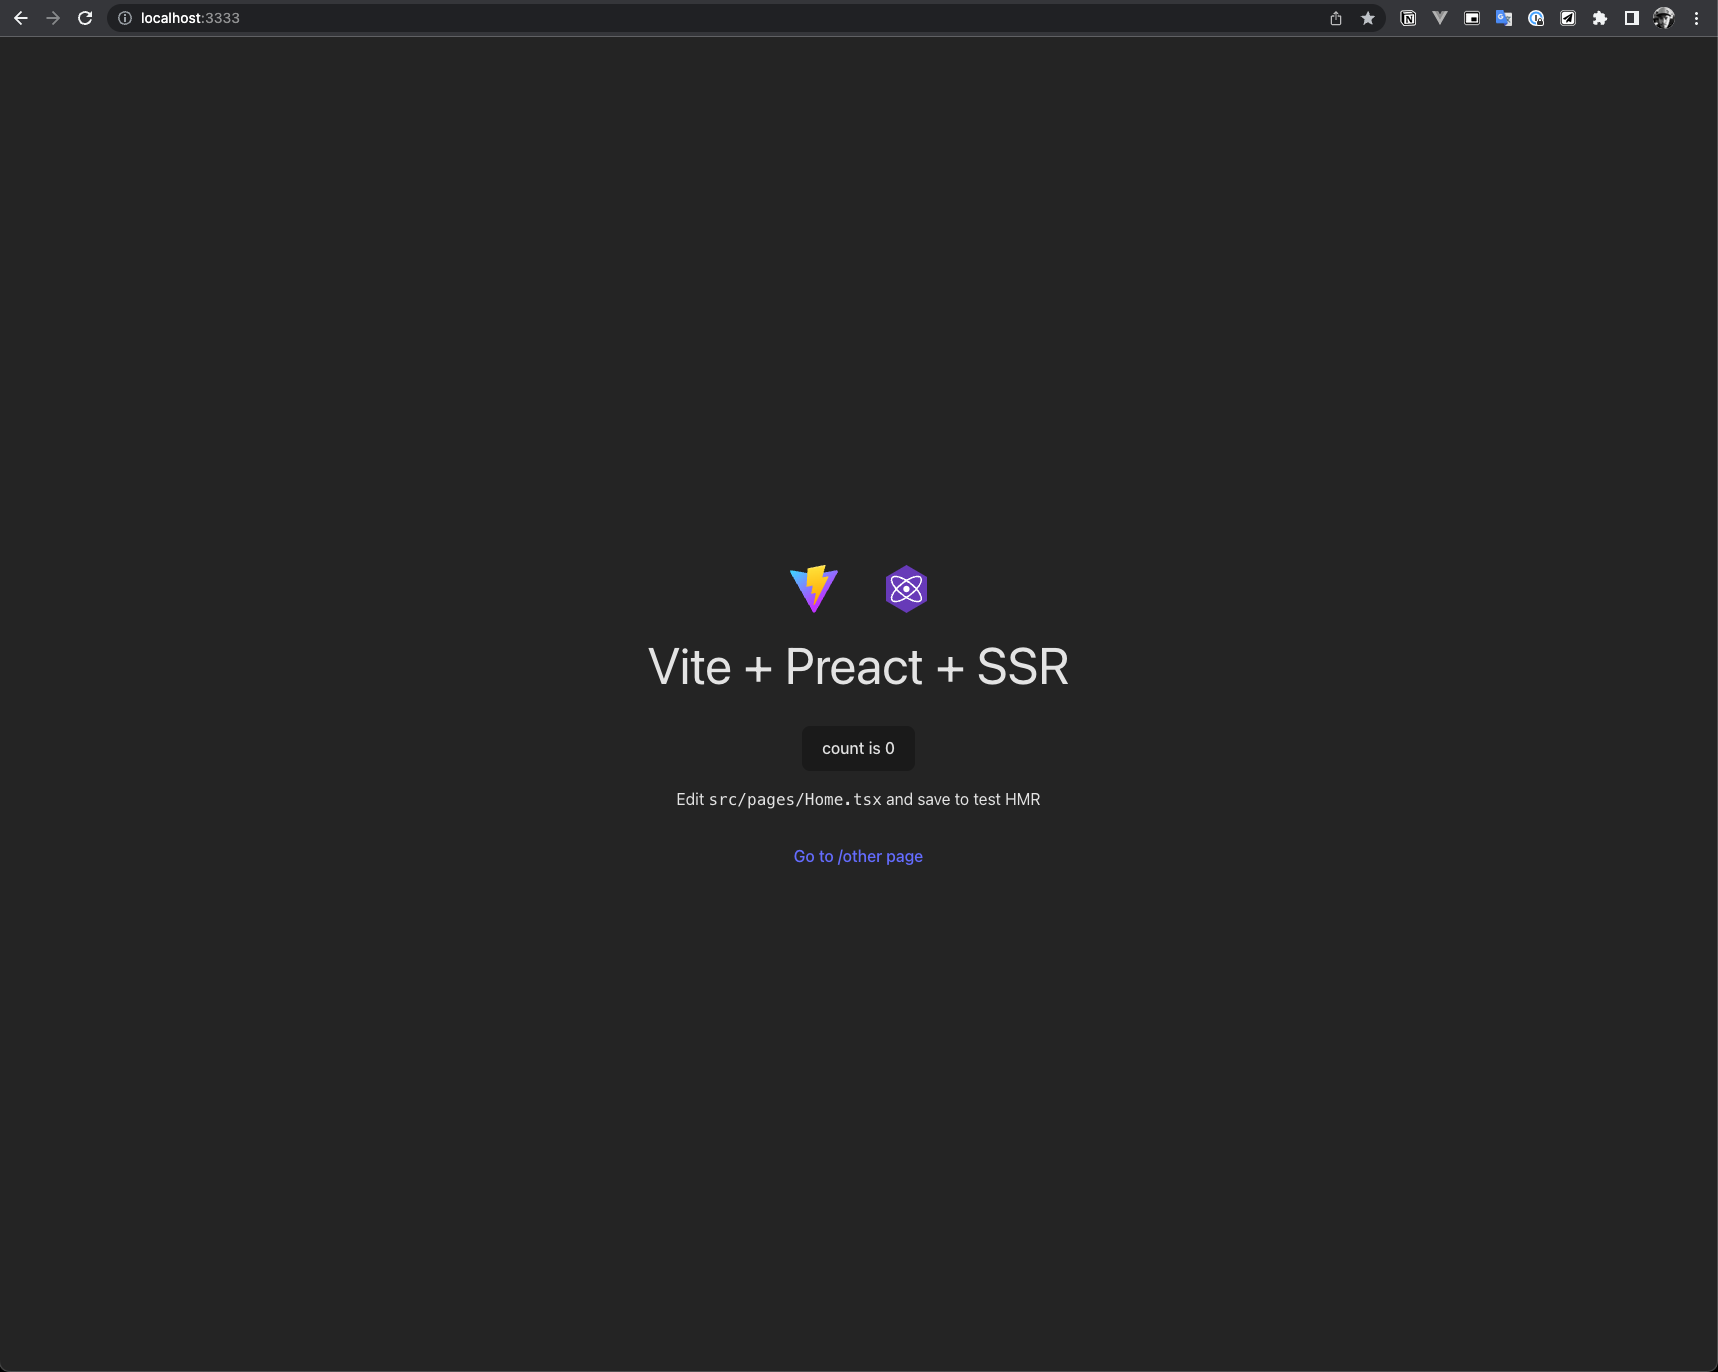 localhost:3333
Vite + Preact + SSR
count is 0
Edit src/pages/Home.tsx and save to test HMR
Go to /other page